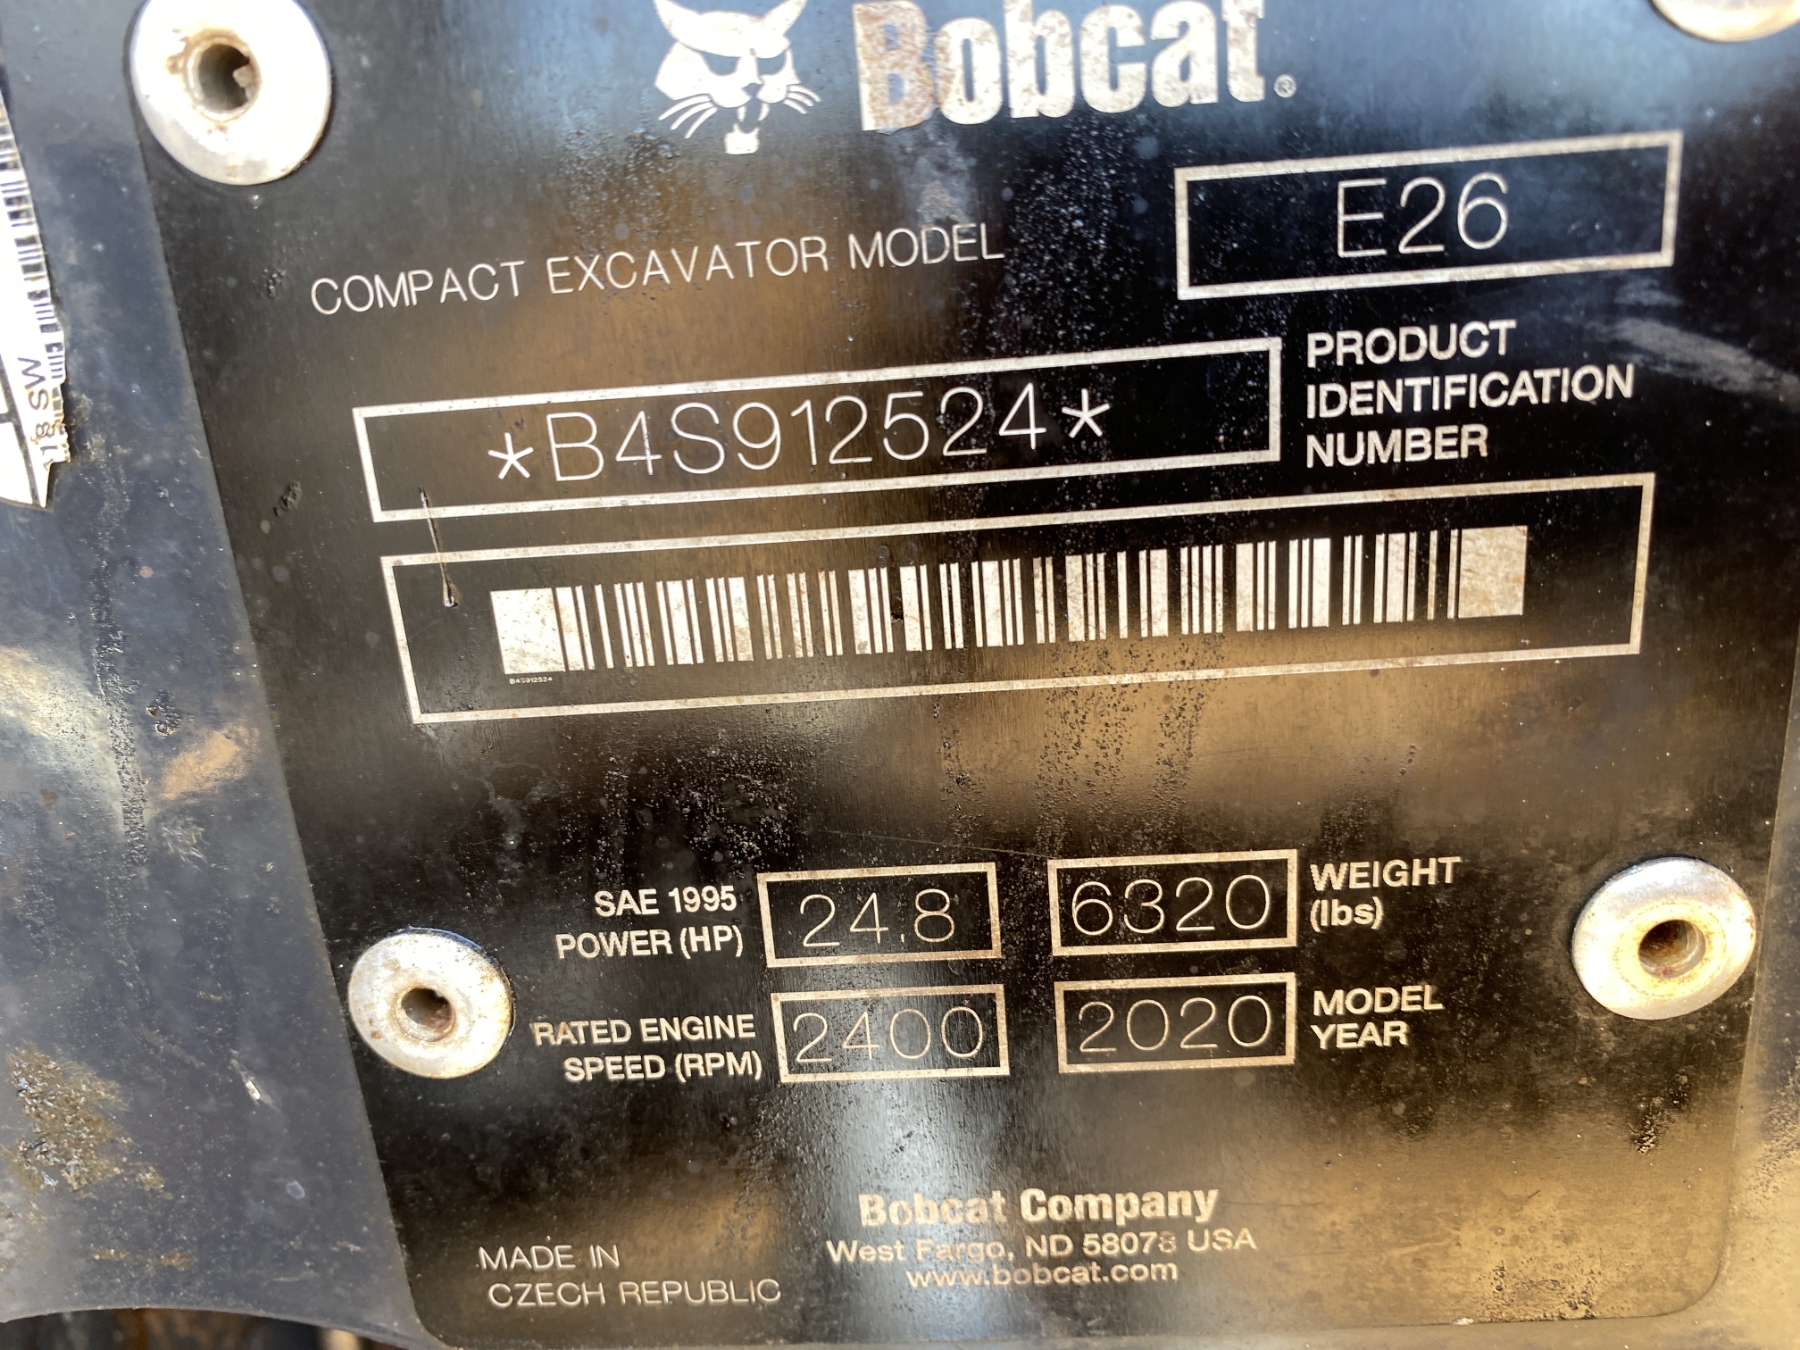 Bobcat®
COMPACT EXCAVATOR MODEL
E26
*B4S912524*
PRODUCT
IDENTIFICATION
NUMBER
B4S912524
SAE 1995
POWER (HP)
24.8
6320
WEIGHT
(lbs)
RATED ENGINE
SPEED (RPM)
2400
2020
MODEL
YEAR
MADE IN
CZECH REPUBLIC
Bobcat Company
West Fargo, ND 58078 USA
www.bobcat.com